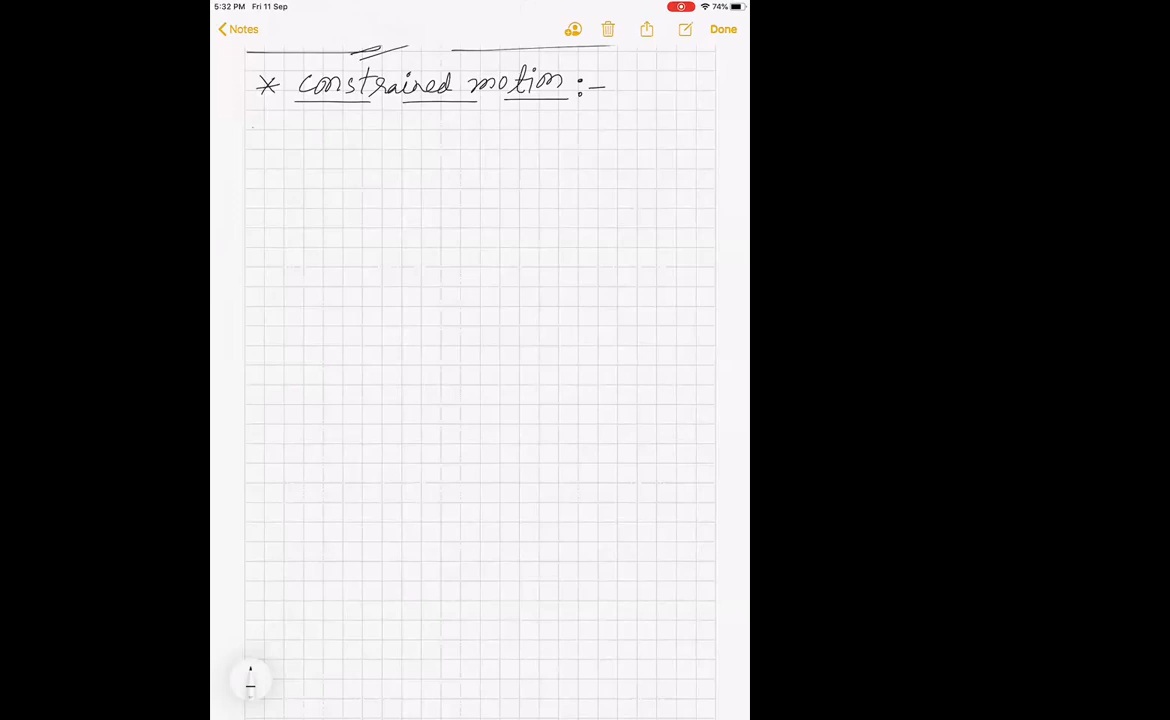 5:32 PM Fri 11 Sep 74%
Notes Done
* constrained motion :-